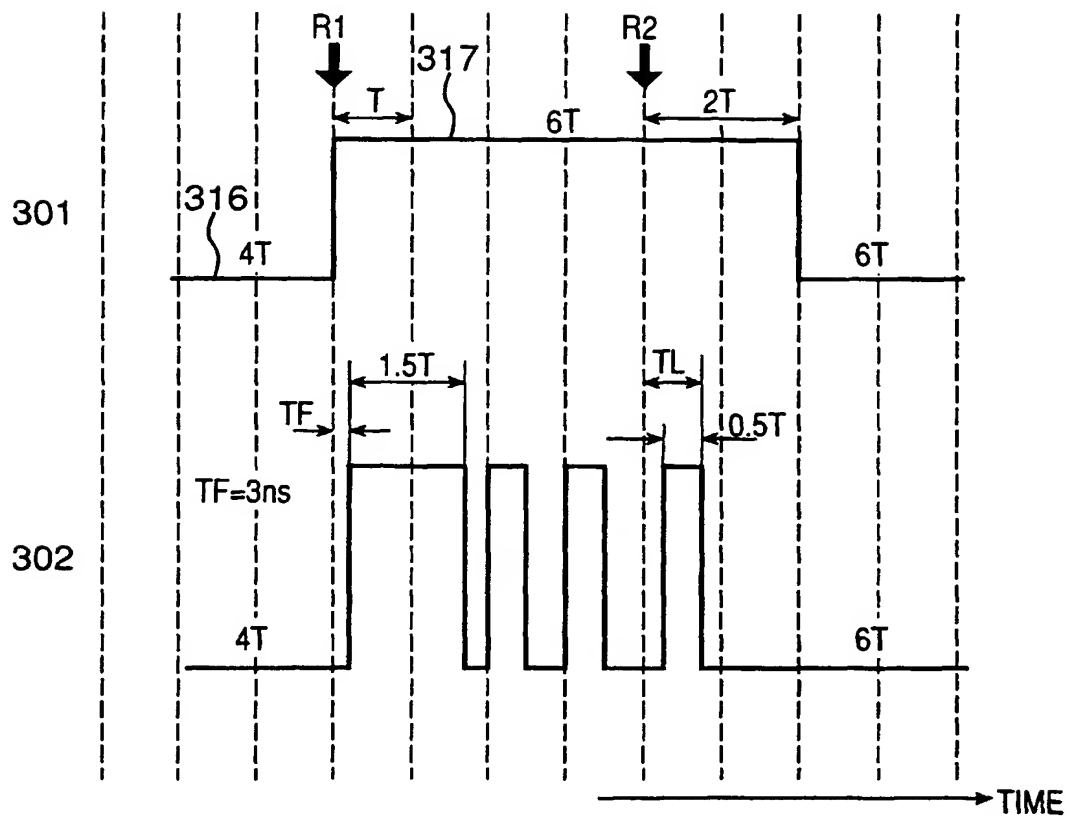 R1
R2
317
T
6T
2T
316
301
4T
6T
1.5T
TL
TF
0.5T
TF=3ns
302
4T
6T
TIME